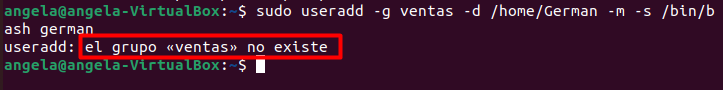 angela@angela-VirtualBox:~$ sudo useradd -g ventas -d /home/German -m -s /bin/b
ash german
useradd: el grupo «ventas» no existe
angela@angela-VirtualBox:~$